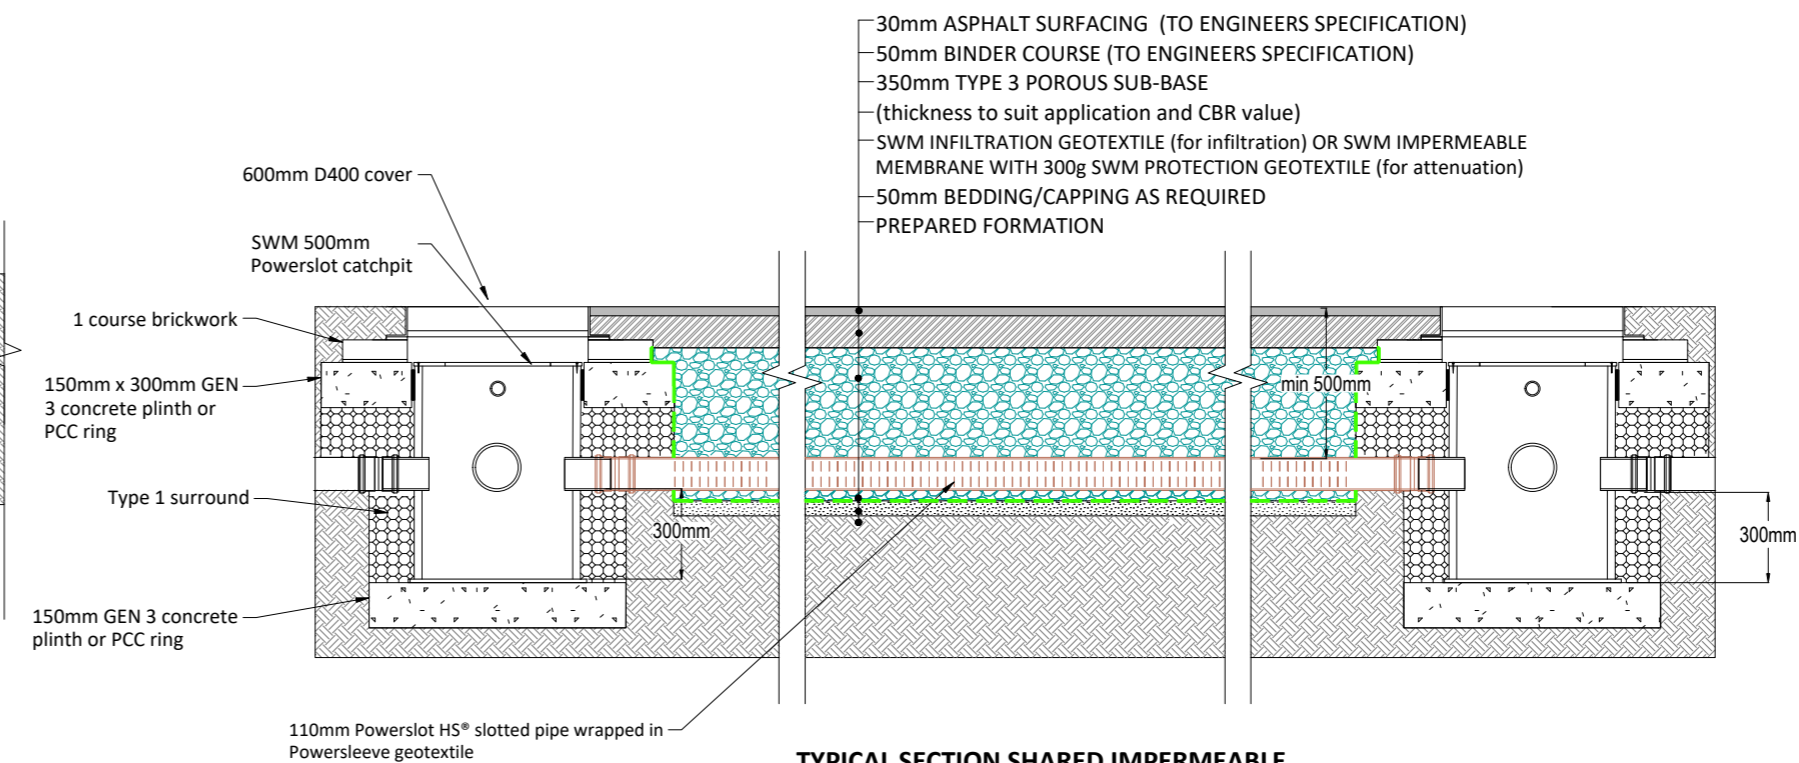 30mm ASPHALT SURFACING (TO ENGINEERS SPECIFICATION)
50mm BINDER COURSE (TO ENGINEERS SPECIFICATION)
350mm TYPE 3 POROUS SUB-BASE
(thickness to suit application and CBR value)
SWM INFILTRATION GEOTEXTILE (for infiltration) OR SWM IMPERMEABLE
MEMBRANE WITH 300g SWM PROTECTION GEOTEXTILE (for attenuation)
50mm BEDDING/CAPPING AS REQUIRED
PREPARED FORMATION
600mm D400 cover
SWM 500mm
Powerslot catchpit
1 course brickwork
150mm x 300mm GEN
3 concrete plinth or
PCC ring
Type 1 surround
150mm GEN 3 concrete
plinth or PCC ring
min 500mm
300mm
300mm
110mm Powerslot HS® slotted pipe wrapped in
Powersleeve geotextile
TYPICAL SECTION SHARED IMPERMEABLE